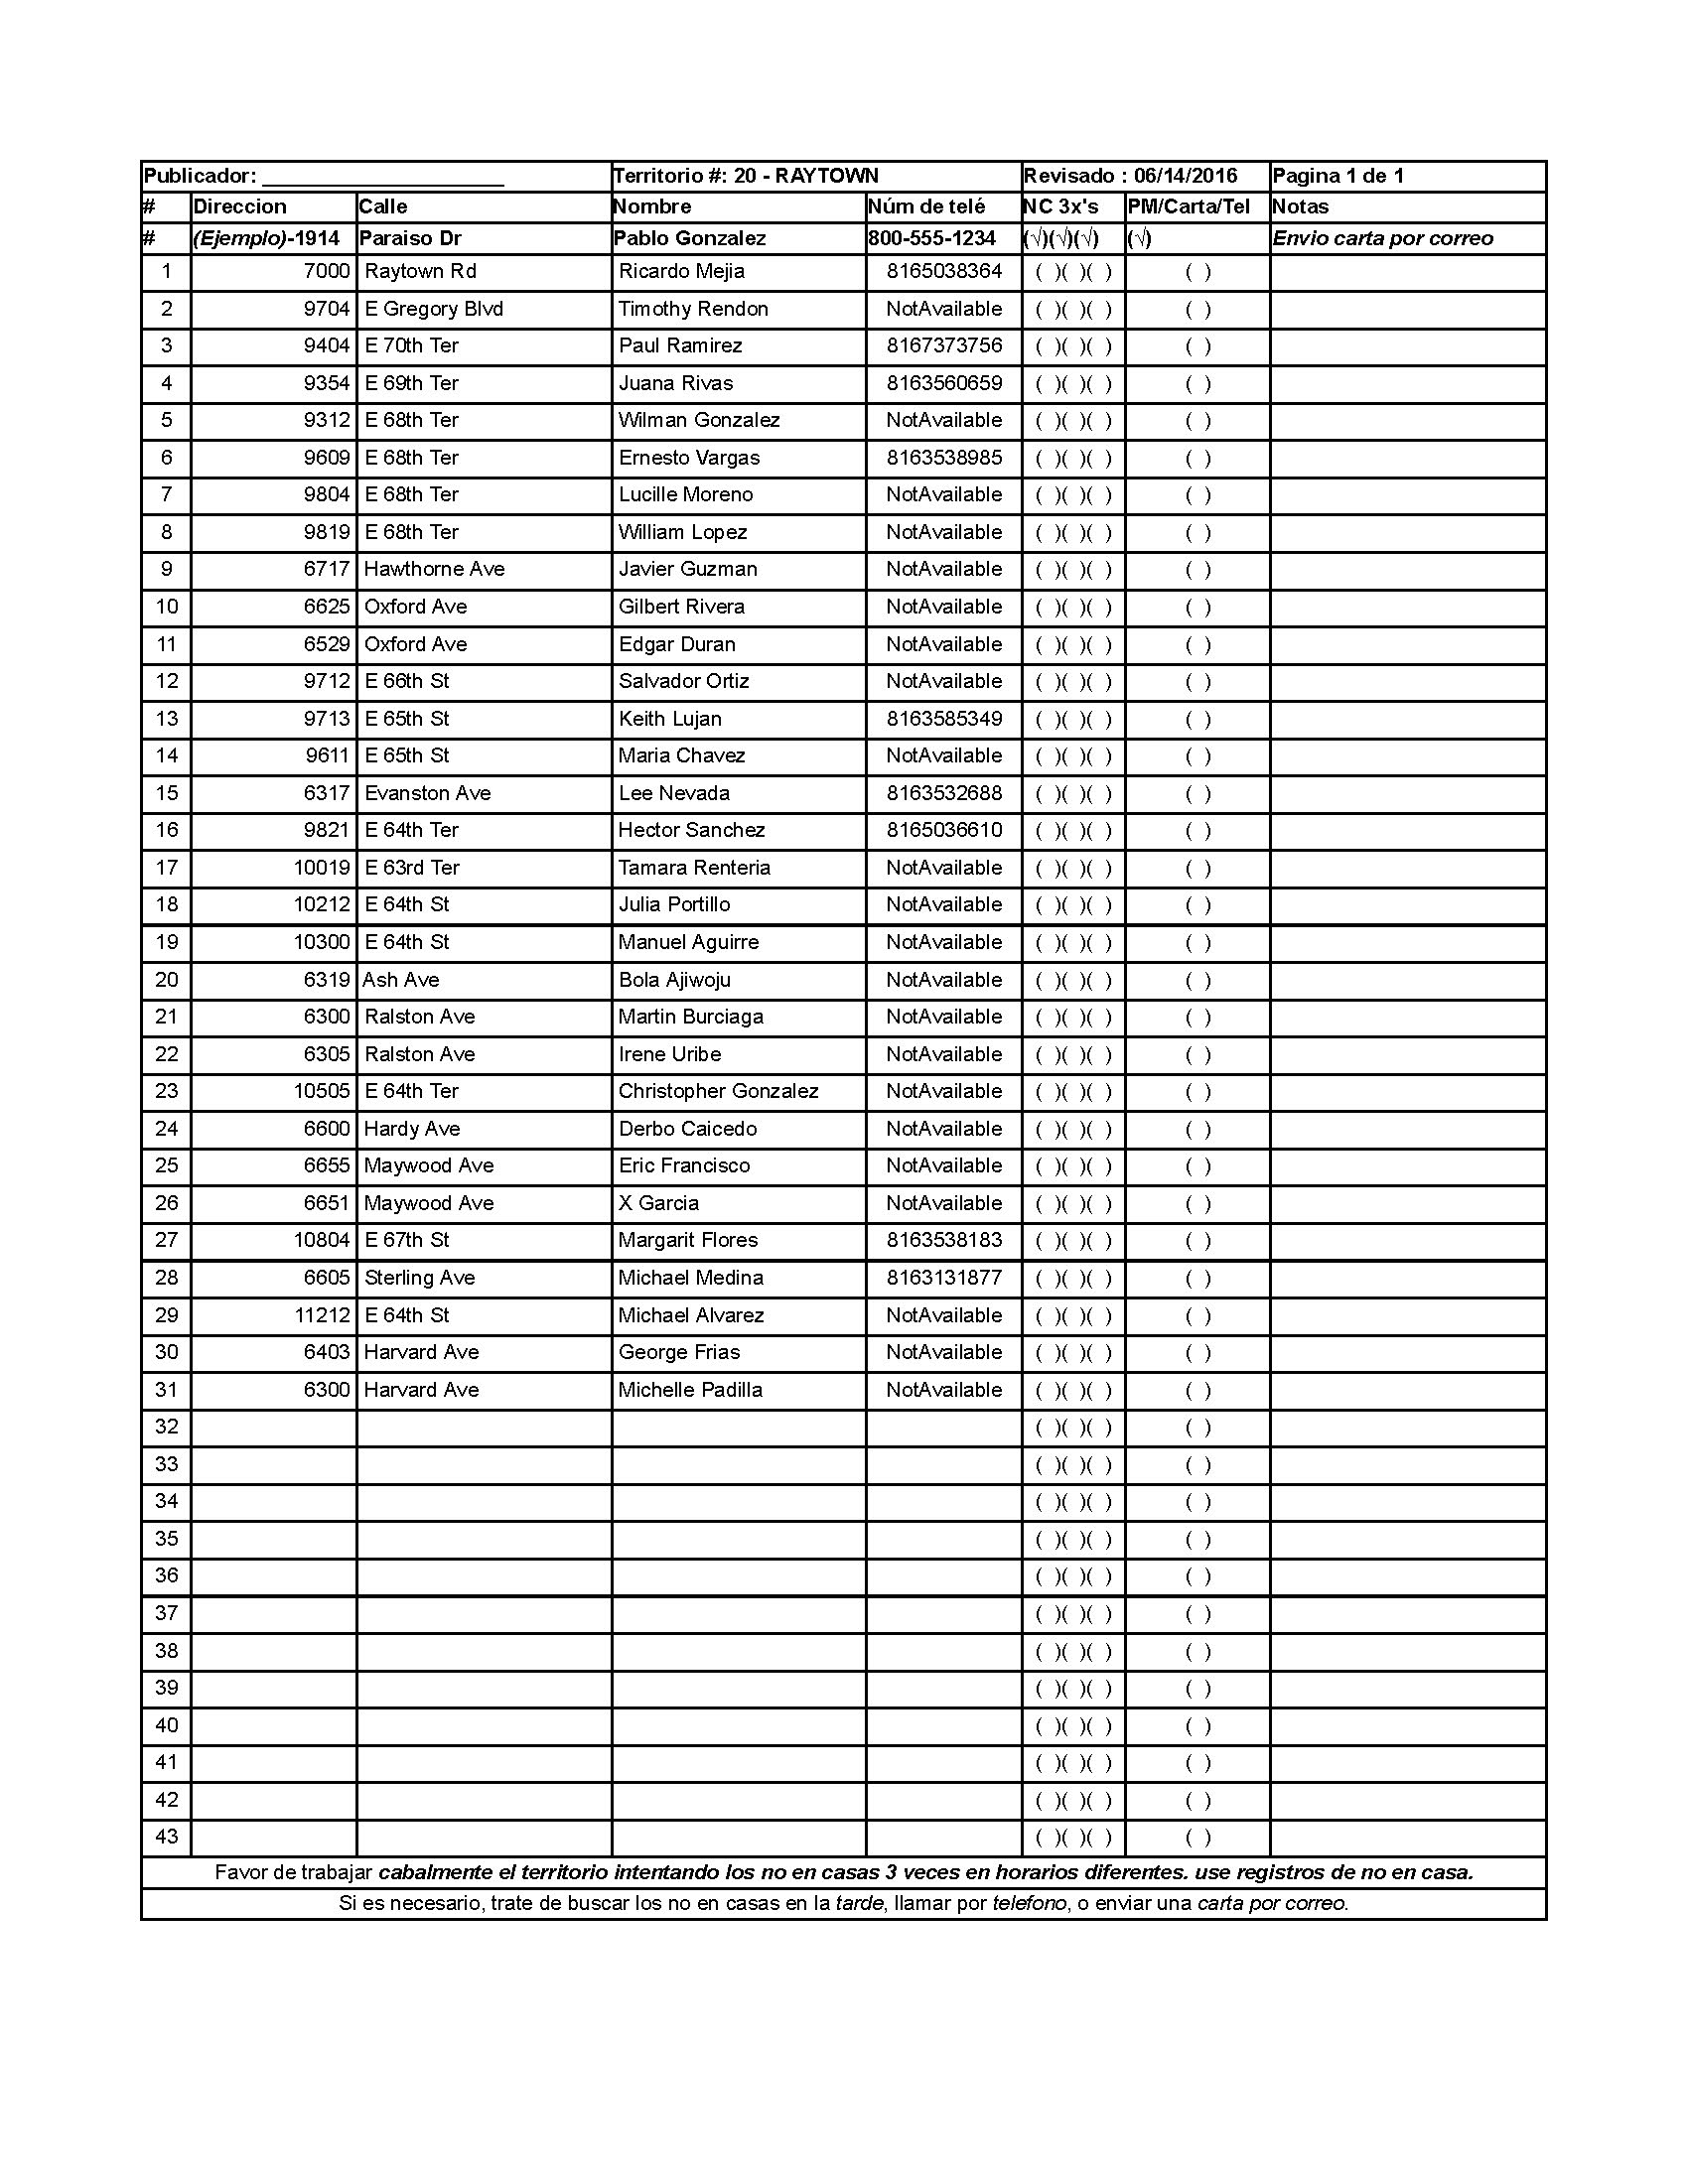 Publicador: ____________________ Territorio #: 20 - RAYTOWN Revisado : 06/14/2016 Pagina 1 de 1
# Direccion Calle Nombre Núm de telé NC 3x's PM/Carta/Tel Notas
# (Ejemplo)-1914 Paraiso Dr Pablo Gonzalez 800-555-1234 (√)(√)(√) (√) Envio carta por correo
1 7000 Raytown Rd Ricardo Mejia 8165038364 ( )( )( ) ( )
2 9704 E Gregory Blvd Timothy Rendon NotAvailable ( )( )( ) ( )
3 9404 E 70th Ter Paul Ramirez 8167373756 ( )( )( ) ( )
4 9354 E 69th Ter Juana Rivas 8163560659 ( )( )( ) ( )
5 9312 E 68th Ter Wilman Gonzalez NotAvailable ( )( )( ) ( )
6 9609 E 68th Ter Ernesto Vargas 8163538985 ( )( )( ) ( )
7 9804 E 68th Ter Lucille Moreno NotAvailable ( )( )( ) ( )
8 9819 E 68th Ter William Lopez NotAvailable ( )( )( ) ( )
9 6717 Hawthorne Ave Javier Guzman NotAvailable ( )( )( ) ( )
10 6625 Oxford Ave Gilbert Rivera NotAvailable ( )( )( ) ( )
11 6529 Oxford Ave Edgar Duran NotAvailable ( )( )( ) ( )
12 9712 E 66th St Salvador Ortiz NotAvailable ( )( )( ) ( )
13 9713 E 65th St Keith Lujan 8163585349 ( )( )( ) ( )
14 9611 E 65th St Maria Chavez NotAvailable ( )( )( ) ( )
15 6317 Evanston Ave Lee Nevada 8163532688 ( )( )( ) ( )
16 9821 E 64th Ter Hector Sanchez 8165036610 ( )( )( ) ( )
17 10019 E 63rd Ter Tamara Renteria NotAvailable ( )( )( ) ( )
18 10212 E 64th St Julia Portillo NotAvailable ( )( )( ) ( )
19 10300 E 64th St Manuel Aguirre NotAvailable ( )( )( ) ( )
20 6319 Ash Ave Bola Ajiwoju NotAvailable ( )( )( ) ( )
21 6300 Ralston Ave Martin Burciaga NotAvailable ( )( )( ) ( )
22 6305 Ralston Ave Irene Uribe NotAvailable ( )( )( ) ( )
23 10505 E 64th Ter Christopher Gonzalez NotAvailable ( )( )( ) ( )
24 6600 Hardy Ave Derbo Caicedo NotAvailable ( )( )( ) ( )
25 6655 Maywood Ave Eric Francisco NotAvailable ( )( )( ) ( )
26 6651 Maywood Ave X Garcia NotAvailable ( )( )( ) ( )
27 10804 E 67th St Margarit Flores 8163538183 ( )( )( ) ( )
28 6605 Sterling Ave Michael Medina 8163131877 ( )( )( ) ( )
29 11212 E 64th St Michael Alvarez NotAvailable ( )( )( ) ( )
30 6403 Harvard Ave George Frias NotAvailable ( )( )( ) ( )
31 6300 Harvard Ave Michelle Padilla NotAvailable ( )( )( ) ( )
32 ( )( )( ) ( )
33 ( )( )( ) ( )
34 ( )( )( ) ( )
35 ( )( )( ) ( )
36 ( )( )( ) ( )
37 ( )( )( ) ( )
38 ( )( )( ) ( )
39 ( )( )( ) ( )
40 ( )( )( ) ( )
41 ( )( )( ) ( )
42 ( )( )( ) ( )
43 ( )( )( ) ( )
Favor de trabajar cabalmente el territorio intentando los no en casas 3 veces en horarios diferentes. use registros de no en casa.
Si es necesario, trate de buscar los no en casas en la tarde, llamar por telefono, o enviar una carta por correo.